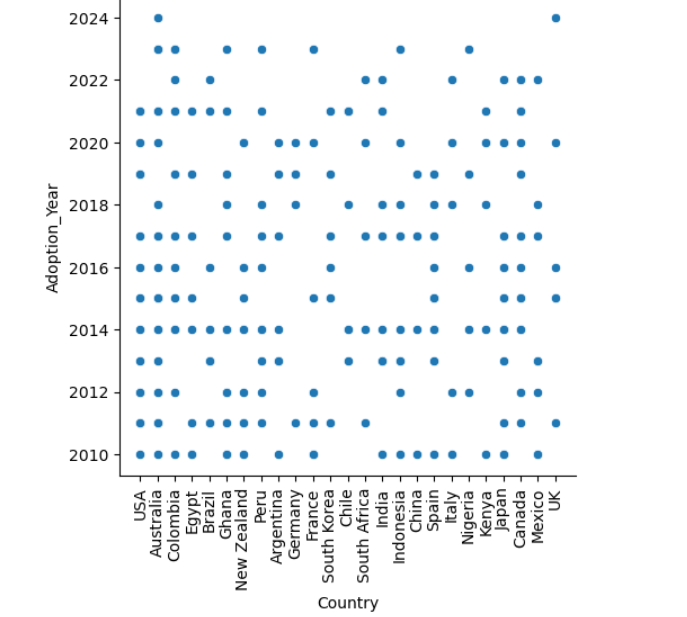 2024
2022
2020
2018
2016
2014
2012
2010
Adoption_Year
USA
Australia
Colombia
Egypt
Brazil
Ghana
New Zealand
Peru
Argentina
Germany
France
South Korea
Chile
South Africa
India
Indonesia
China
Spain
Italy
Nigeria
Kenya
Japan
Canada
Mexico
UK
Country